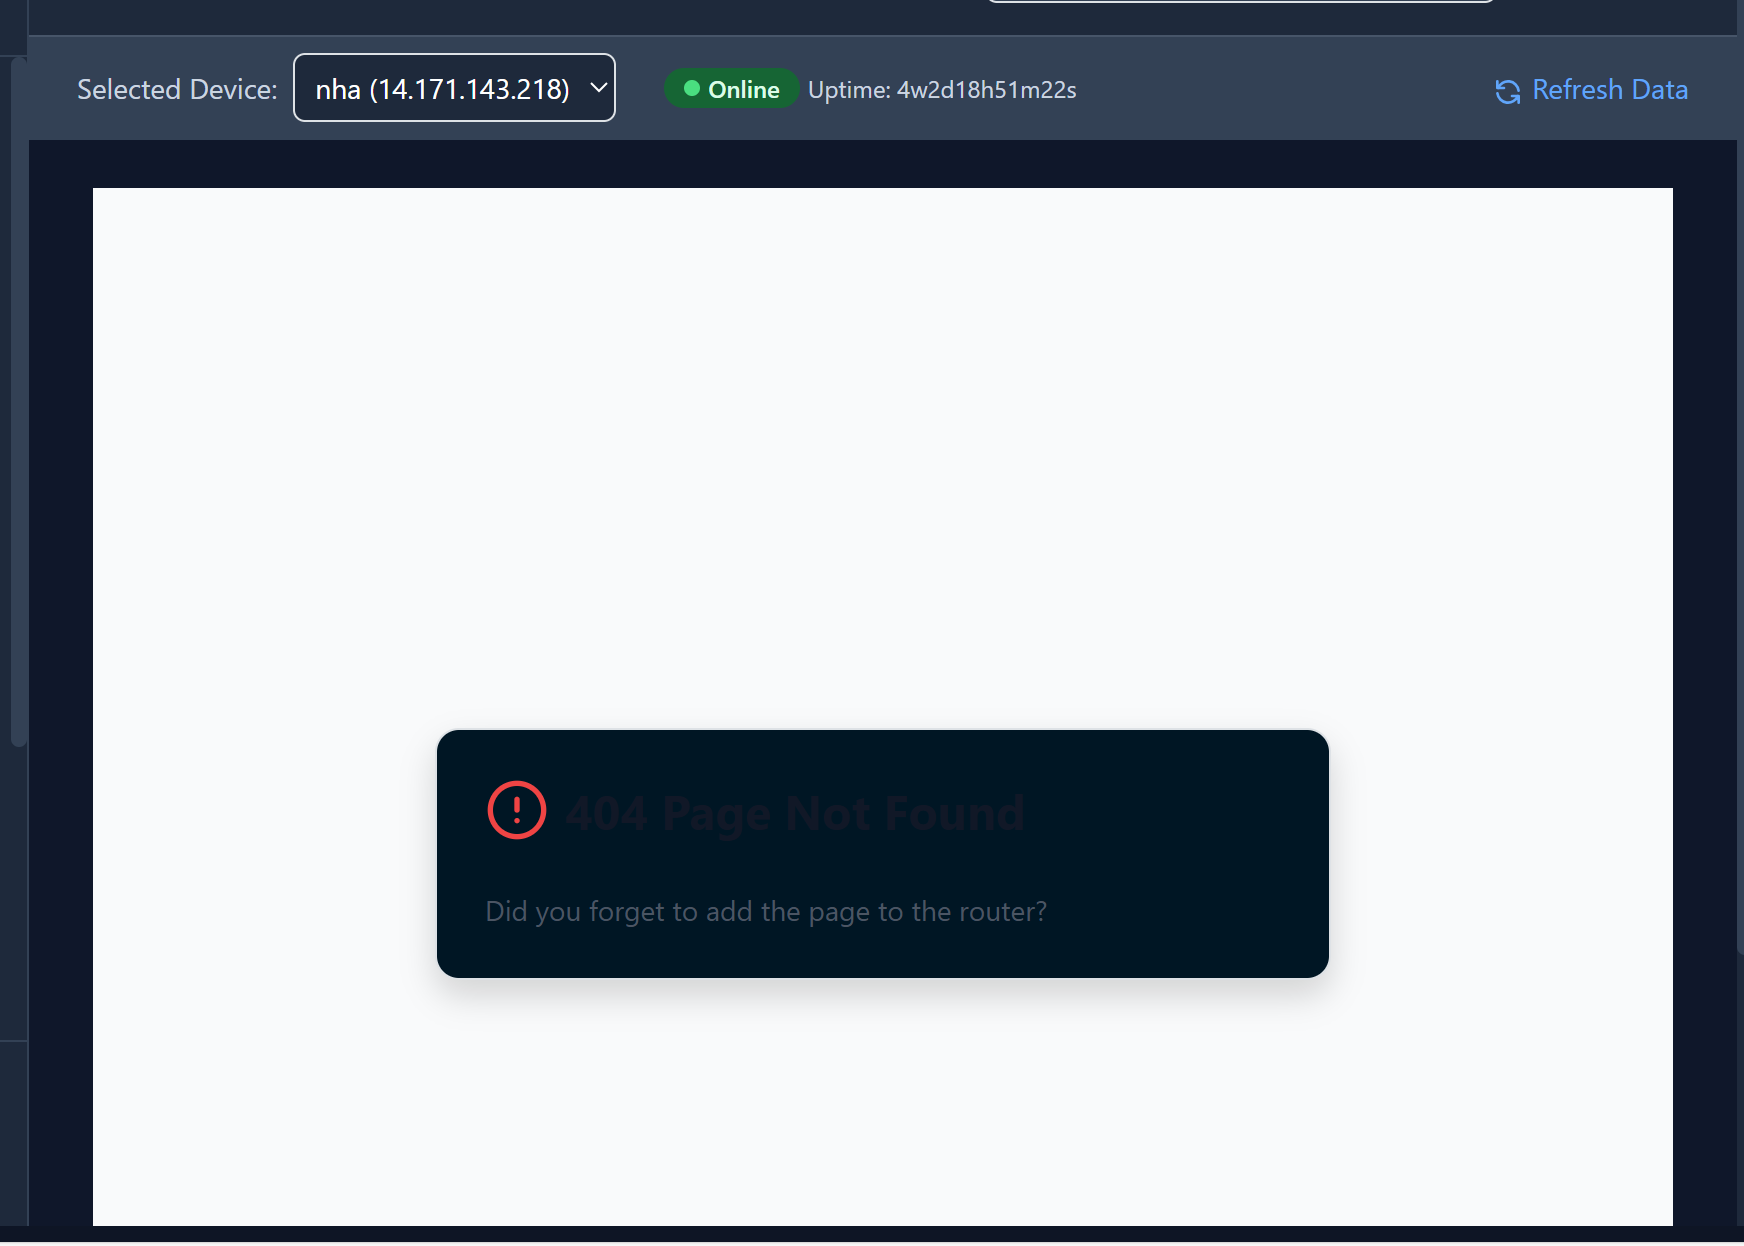 Selected Device:
nha (14.171.143.218)
Online
Uptime: 4w2d18h51m22s
Refresh Data
404 Page Not Found
Did you forget to add the page to the router?